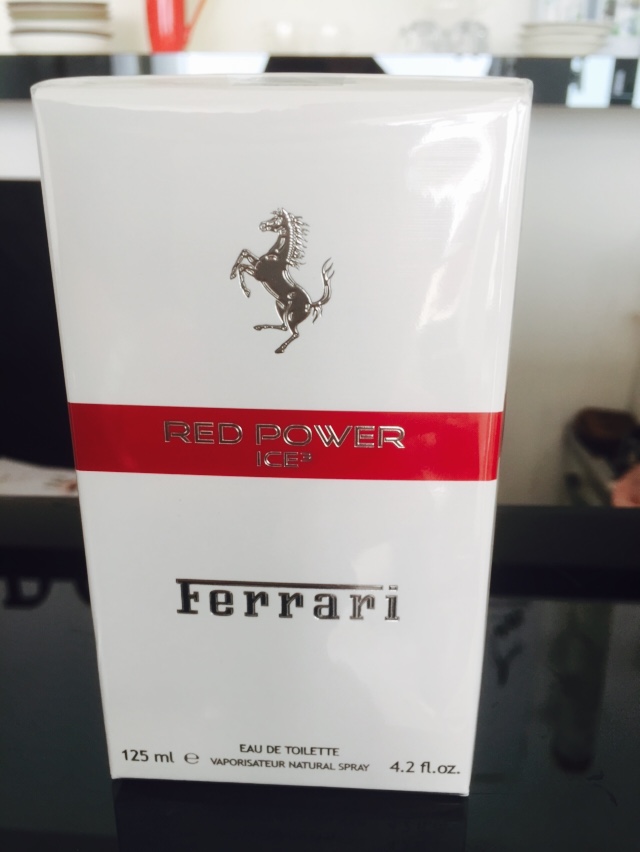 RED POWER
ICE³
Ferrari
EAU DE TOILETTE
125 ml ℮ VAPORISATEUR NATURAL SPRAY 4.2 fl.oz.